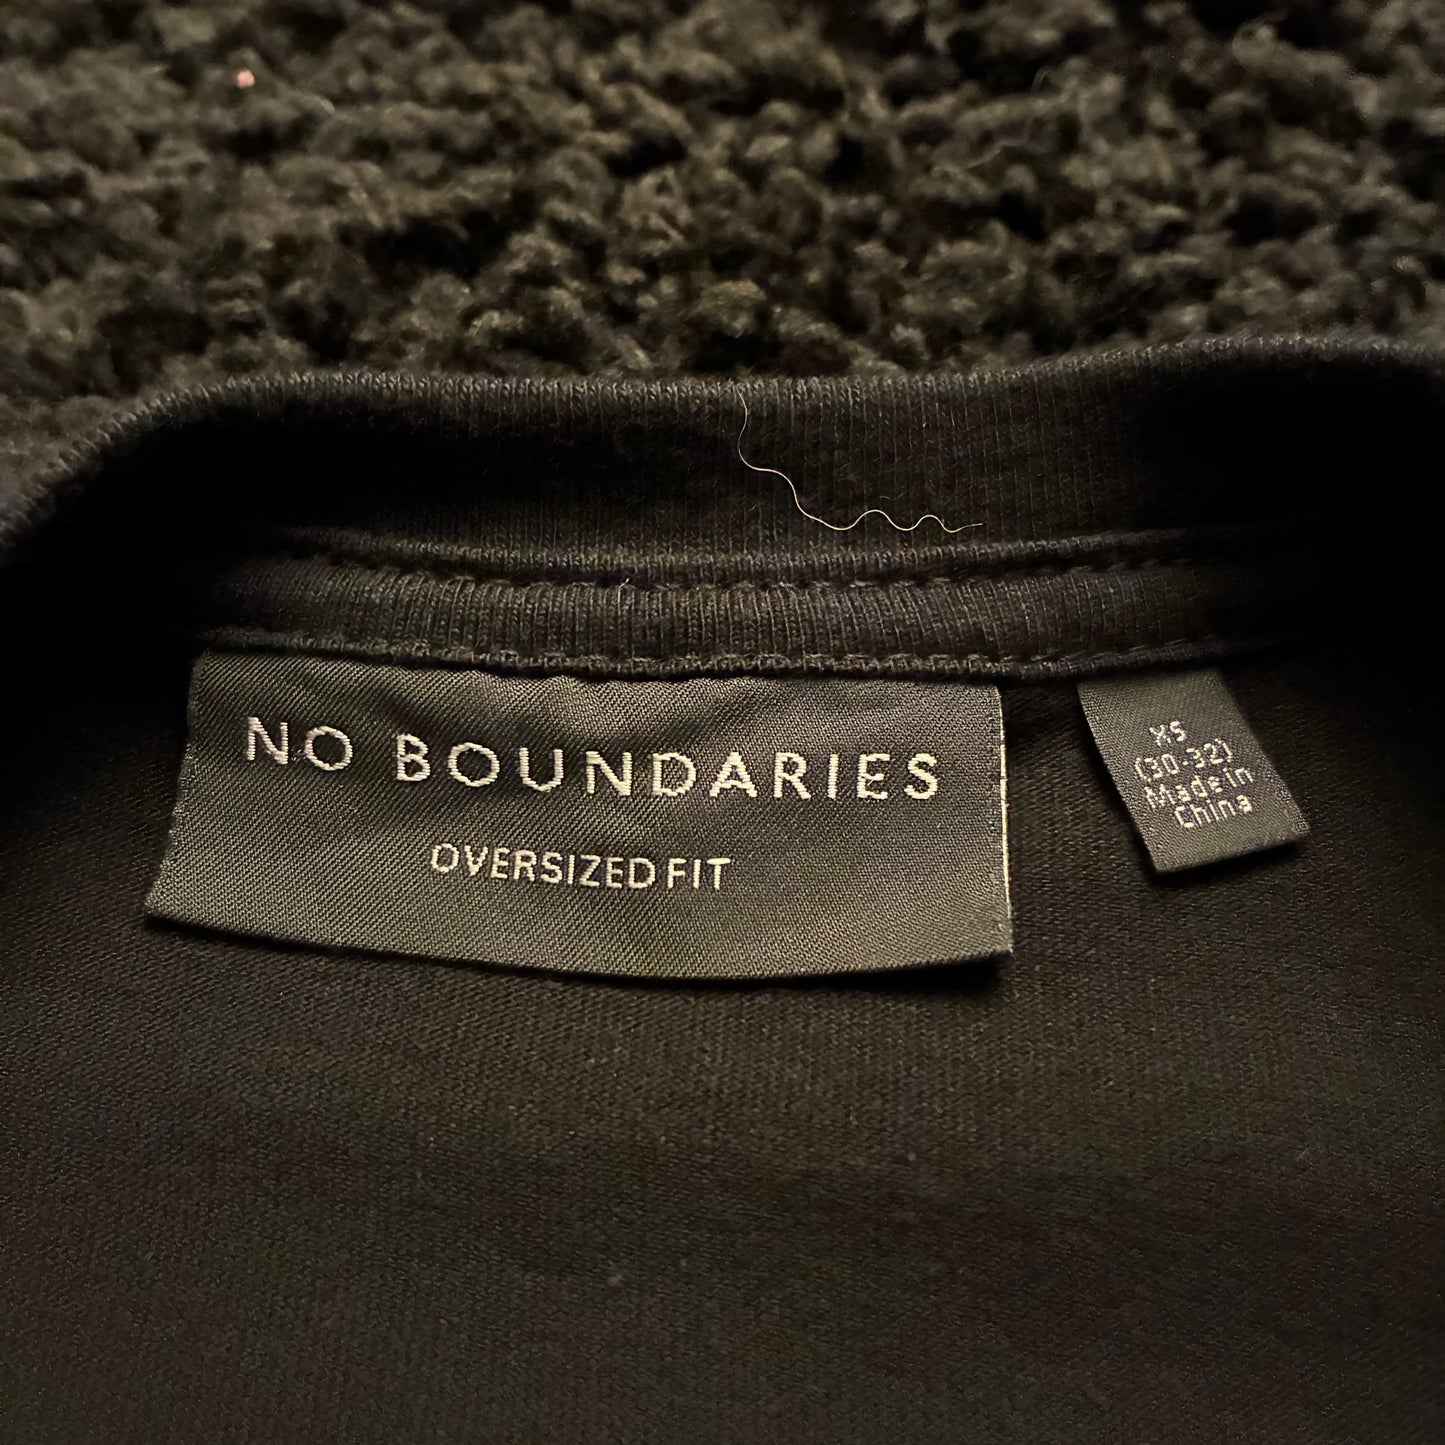 NO BOUNDARIES
OVERSIZED FIT
XS
(30-32)
Made in
China